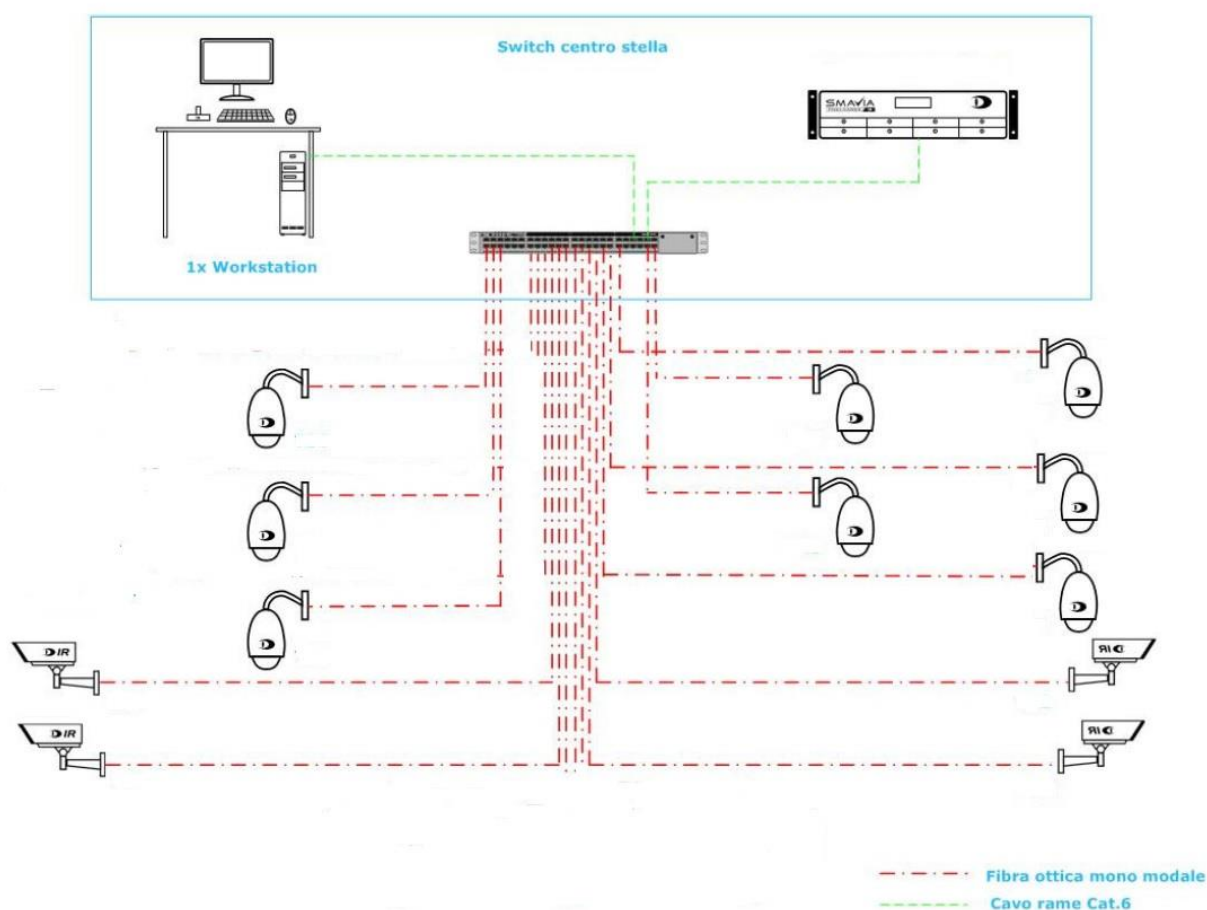 Switch centro stella
SMAVIA
1x Workstation
D IR
D IR
D IR
D IR
Fibra ottica mono modale
Cavo rame Cat.6